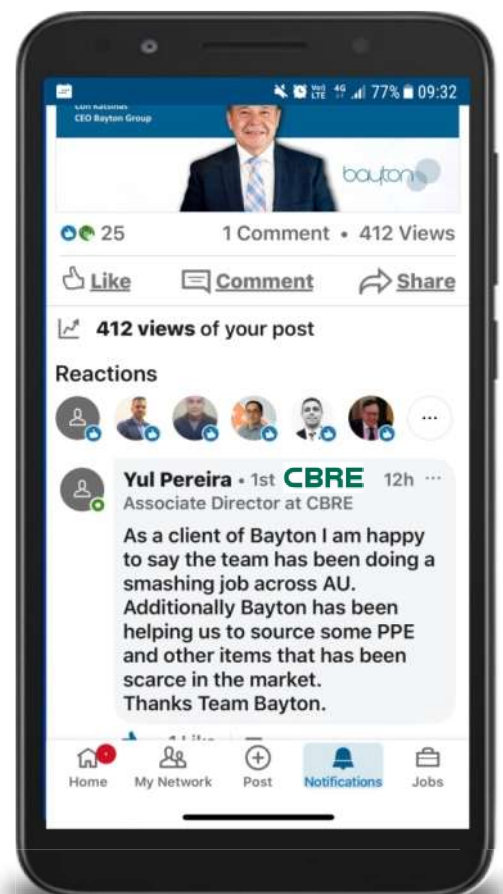 77% 09:32
Con Katsinas
CEO Bayton Group
bayton
25 1 Comment • 412 Views
Like Comment Share
412 views of your post
Reactions
...
Yul Pereira • 1st CBRE 12h ...
Associate Director at CBRE
As a client of Bayton I am happy
to say the team has been doing a
smashing job across AU.
Additionally Bayton has been
helping us to source some PPE
and other items that has been
scarce in the market.
Thanks Team Bayton.
Home My Network Post Notifications Jobs